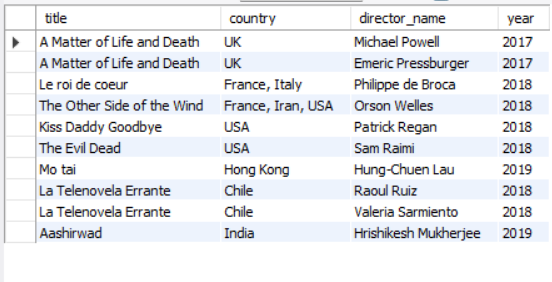 title country director_name year
A Matter of Life and Death UK Michael Powell 2017
A Matter of Life and Death UK Emeric Pressburger 2017
Le roi de coeur France, Italy Philippe de Broca 2018
The Other Side of the Wind France, Iran, USA Orson Welles 2018
Kiss Daddy Goodbye USA Patrick Regan 2018
The Evil Dead USA Sam Raimi 2018
Mo tai Hong Kong Hung-Chuen Lau 2019
La Telenovela Errante Chile Raoul Ruiz 2018
La Telenovela Errante Chile Valeria Sarmiento 2018
Aashirwad India Hrishikesh Mukherjee 2019